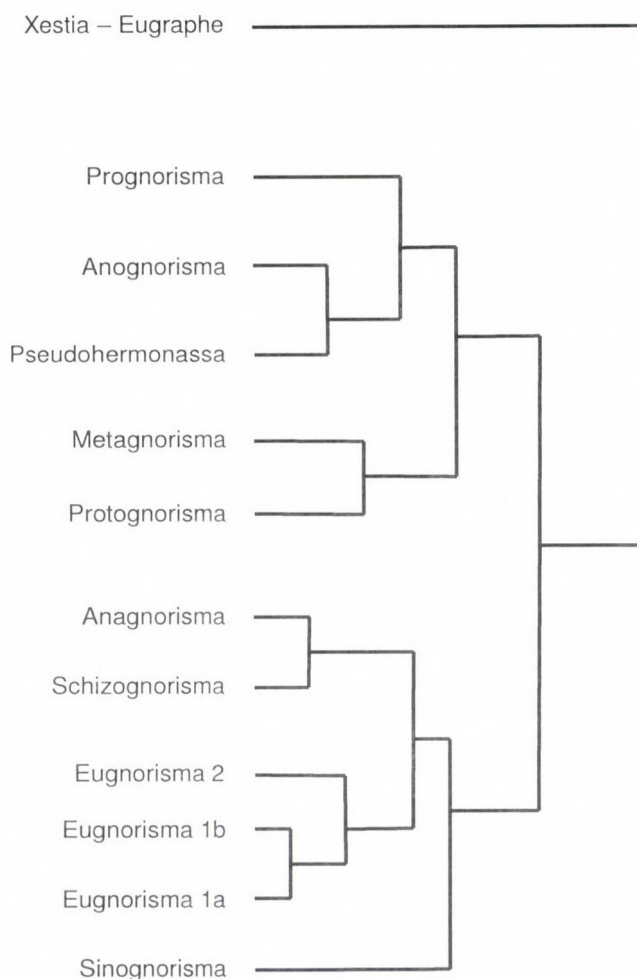 Xestia – Eugraphe
Prognorisma
Anognorisma
Pseudohermonassa
Metagnorisma
Protognorisma
Anagnorisma
Schizognorisma
Eugnorisma 2
Eugnorisma 1b
Eugnorisma 1a
Sinognorisma